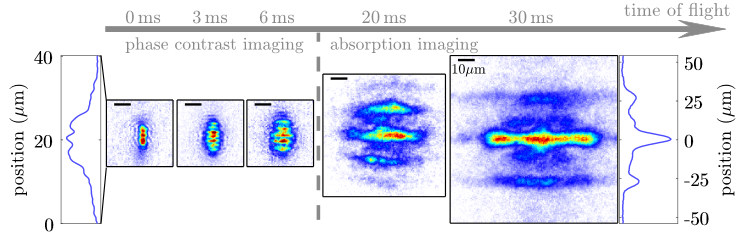 time of flight
0 ms 3 ms 6 ms 20 ms 30 ms
phase contrast imaging absorption imaging
40
20
0
position (μm)
10μm
50
25
0
-25
-50
position (μm)